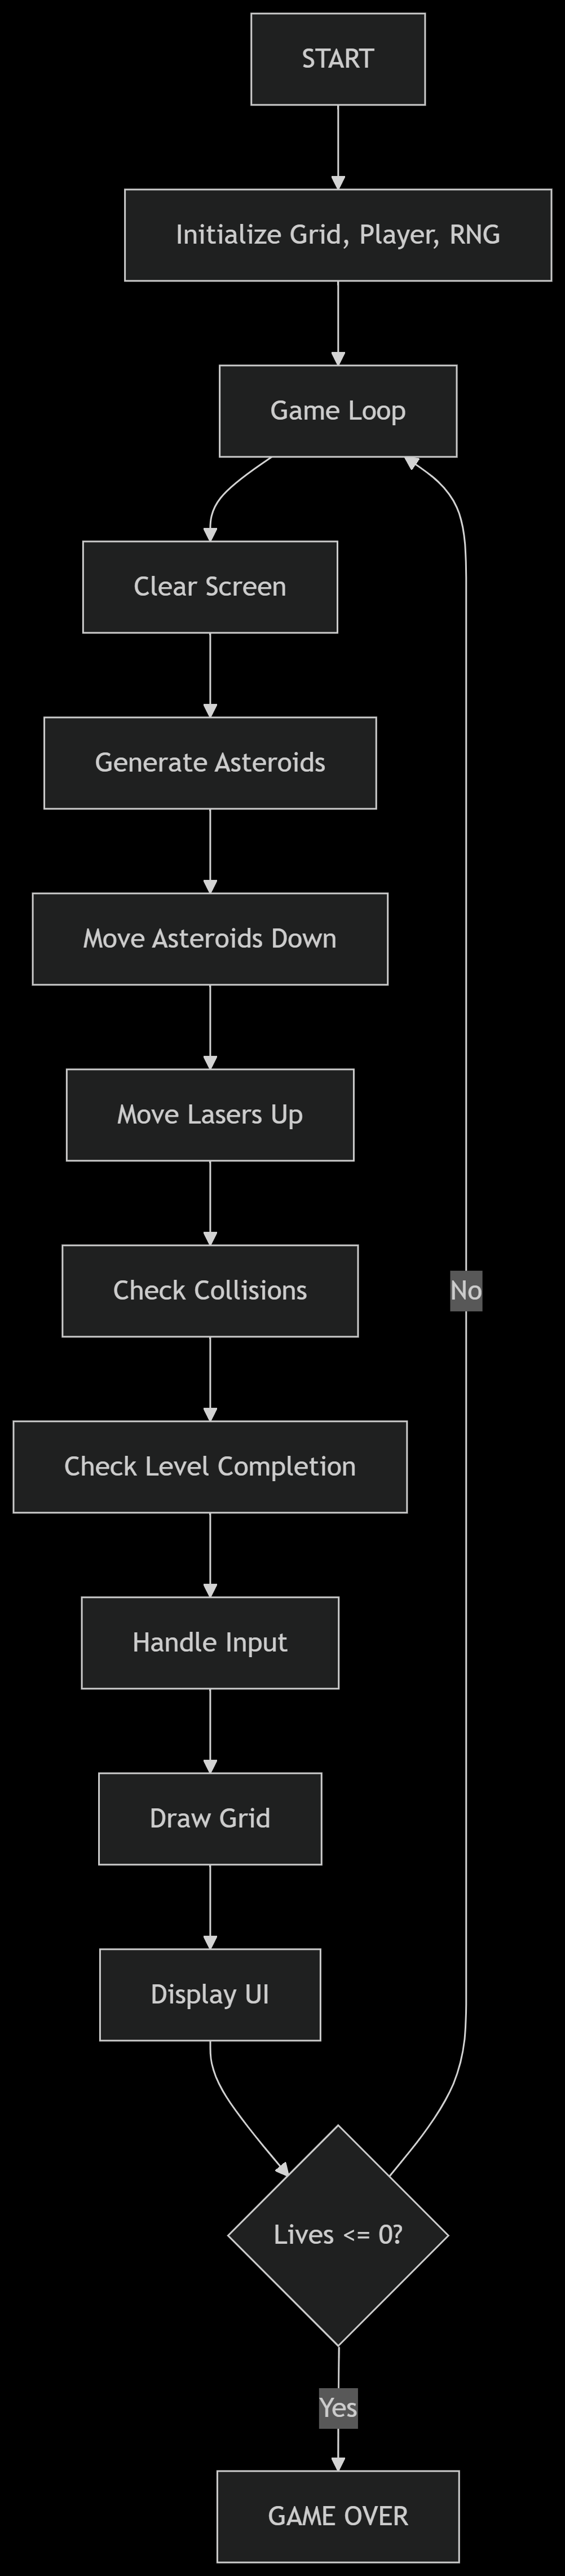 START
Initialize Grid, Player, RNG
Game Loop
Clear Screen
Generate Asteroids
Move Asteroids Down
Move Lasers Up
Check Collisions
No
Check Level Completion
Handle Input
Draw Grid
Display UI
Lives <= 0?
Yes
GAME OVER